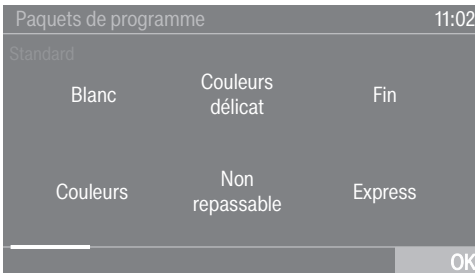 Paquets de programme 11:02
Standard
Blanc
Couleurs
délicat
Fin
Couleurs
Non
repassable
Express
OK